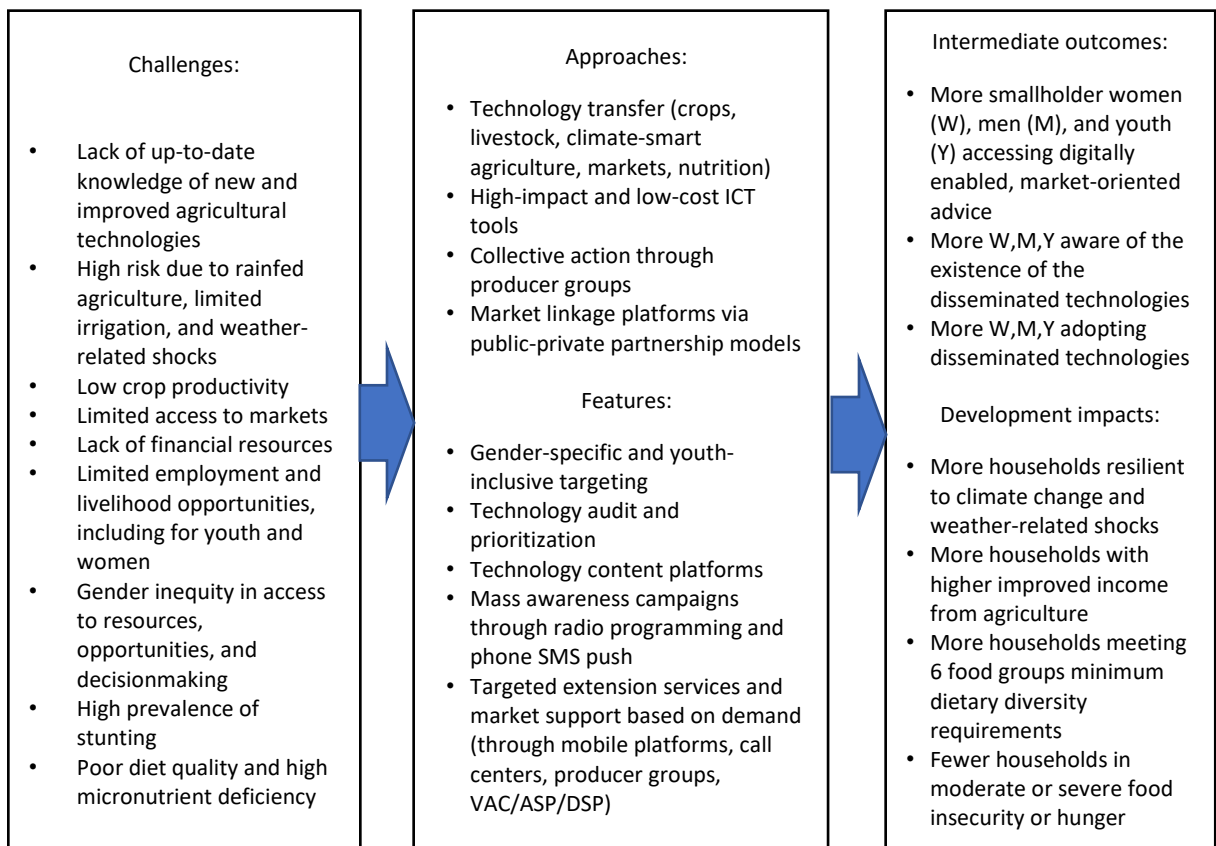 Challenges:
• Lack of up-to-date
knowledge of new and
improved agricultural
technologies
• High risk due to rainfed
agriculture, limited
irrigation, and weather-
related shocks
• Low crop productivity
• Limited access to markets
• Lack of financial resources
• Limited employment and
livelihood opportunities,
including for youth and
women
• Gender inequity in access
to resources,
opportunities, and
decisionmaking
• High prevalence of
stunting
• Poor diet quality and high
micronutrient deficiency
Approaches:
• Technology transfer (crops,
livestock, climate-smart
agriculture, markets, nutrition)
• High-impact and low-cost ICT
tools
• Collective action through
producer groups
• Market linkage platforms via
public-private partnership models
Features:
• Gender-specific and youth-
inclusive targeting
• Technology audit and
prioritization
• Technology content platforms
• Mass awareness campaigns
through radio programming and
phone SMS push
• Targeted extension services and
market support based on demand
(through mobile platforms, call
centers, producer groups,
VAC/ASP/DSP)
Intermediate outcomes:
• More smallholder women
(W), men (M), and youth
(Y) accessing digitally
enabled, market-oriented
advice
• More W,M,Y aware of the
existence of the
disseminated technologies
• More W,M,Y adopting
disseminated technologies
Development impacts:
• More households resilient
to climate change and
weather-related shocks
• More households with
higher improved income
from agriculture
• More households meeting
6 food groups minimum
dietary diversity
requirements
• Fewer households in
moderate or severe food
insecurity or hunger